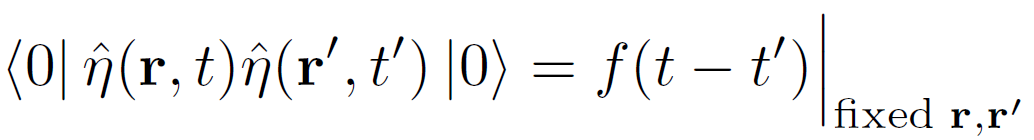 ⟨0| η̂(r, t)η̂(r′, t′) |0⟩ = f(t − t′)|fixed r,r′